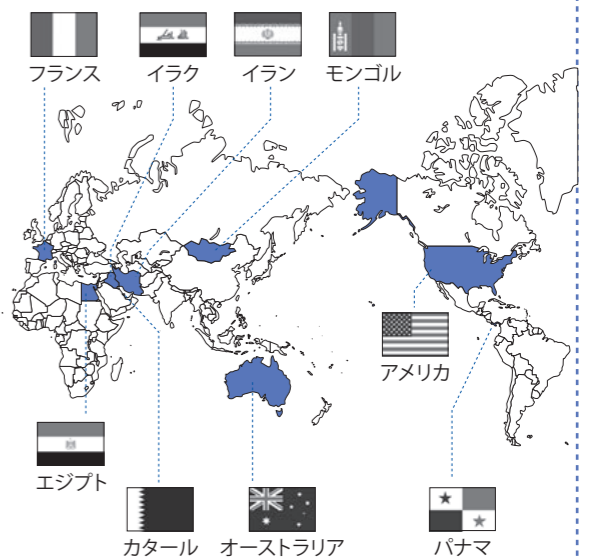 フランス
イラク
イラン
モンゴル
アメリカ
エジプト
カタール
オーストラリア
パナマ